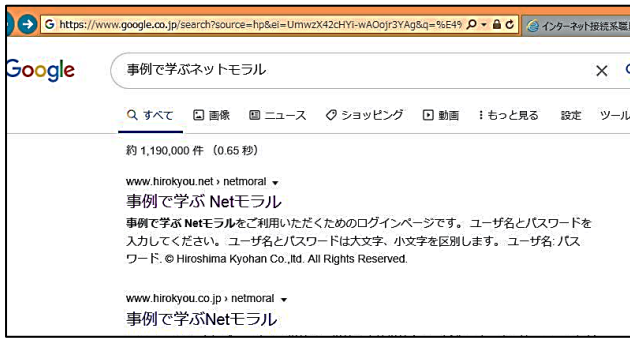 https://www.google.co.jp/search?source=hp&ei=UmwzX42cHYi-wAOojr3YAg&q=%E49
インターネット接続系職員
Google
事例で学ぶネットモラル
すべて 画像 ニュース ショッピング 動画 もっと見る 設定 ツール
約 1,190,000 件 (0.65 秒)
www.hirokyou.net › netmoral
事例で学ぶ Netモラル
事例で学ぶ Netモラルをご利用いただくためのログインページです。 ユーザ名とパスワードを
入力してください。 ユーザ名とパスワードは大文字、小文字を区別します。 ユーザ名: パス
ワード. © Hiroshima Kyohan Co.,ltd. All Rights Reserved.
www.hirokyou.co.jp › netmoral
事例で学ぶNetモラル